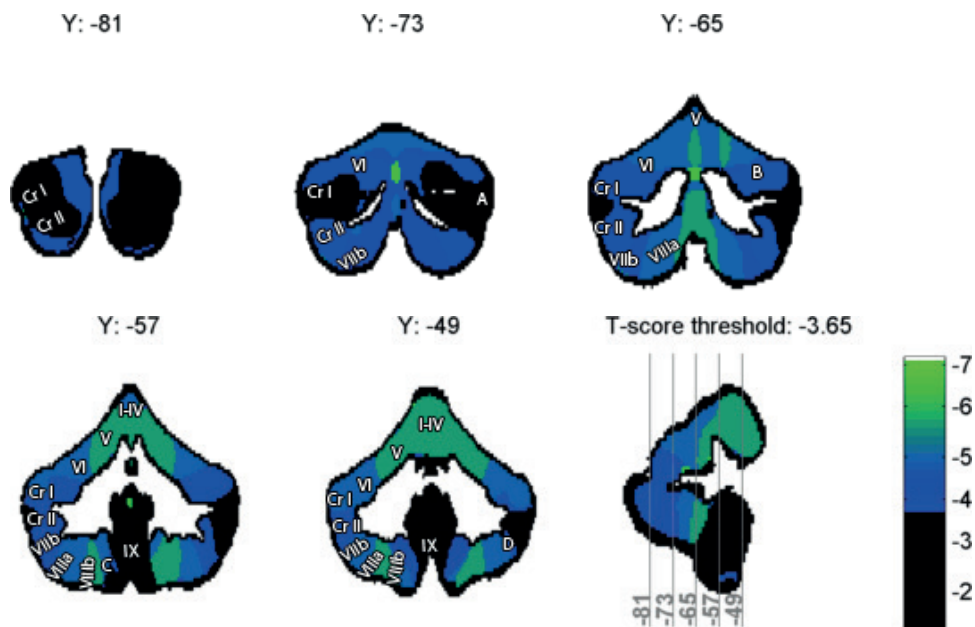 Y: -81
Y: -73
Y: -65
Cr I
Cr II
VI
Cr I
Cr II
VIIb
A
V
VI
B
Cr I
Cr II
VIIb
VIIIa
Y: -57
Y: -49
T-score threshold: -3.65
I-IV
V
VI
Cr I
Cr II
VIIb
VIIIa
VIIIb
C
IX
I-IV
V
VI
Cr I
Cr II
VIIb
VIIIa
VIIIb
IX
D
-81
-73
-65
-57
-49
-7
-6
-5
-4
-3
-2